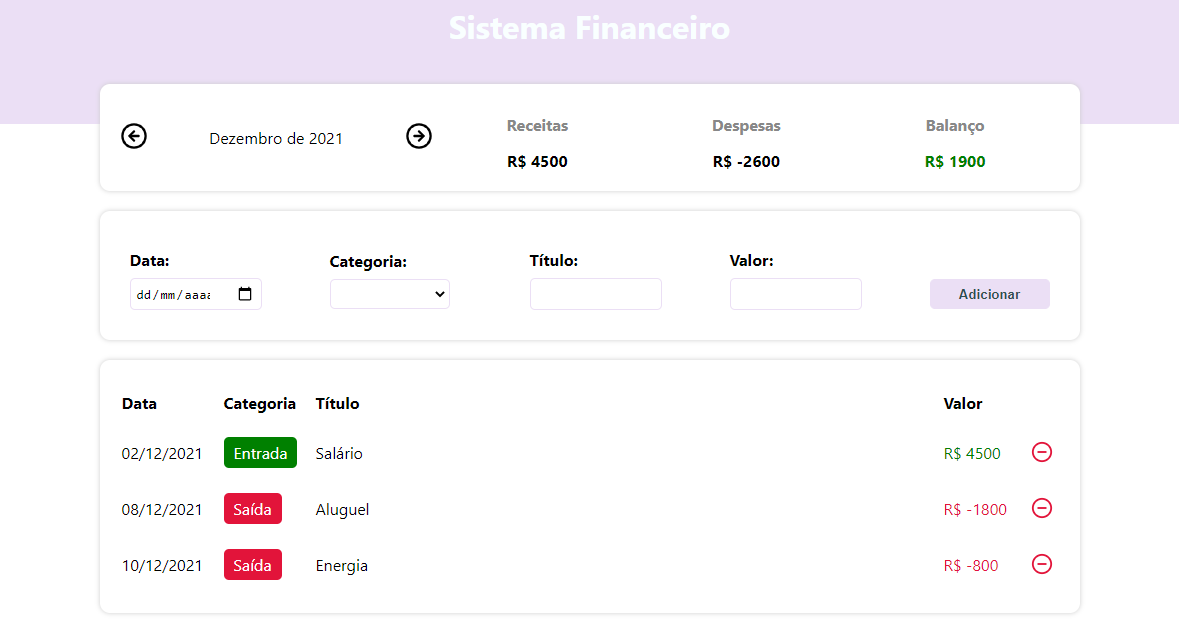 Sistema Financeiro
Dezembro de 2021
Receitas Despesas Balanço
R$ 4500 R$ -2600 R$ 1900
Data: Categoria: Título: Valor:
dd/mm/aaaa Adicionar
Data Categoria Título Valor
02/12/2021 Entrada Salário R$ 4500
08/12/2021 Saída Aluguel R$ -1800
10/12/2021 Saída Energia R$ -800